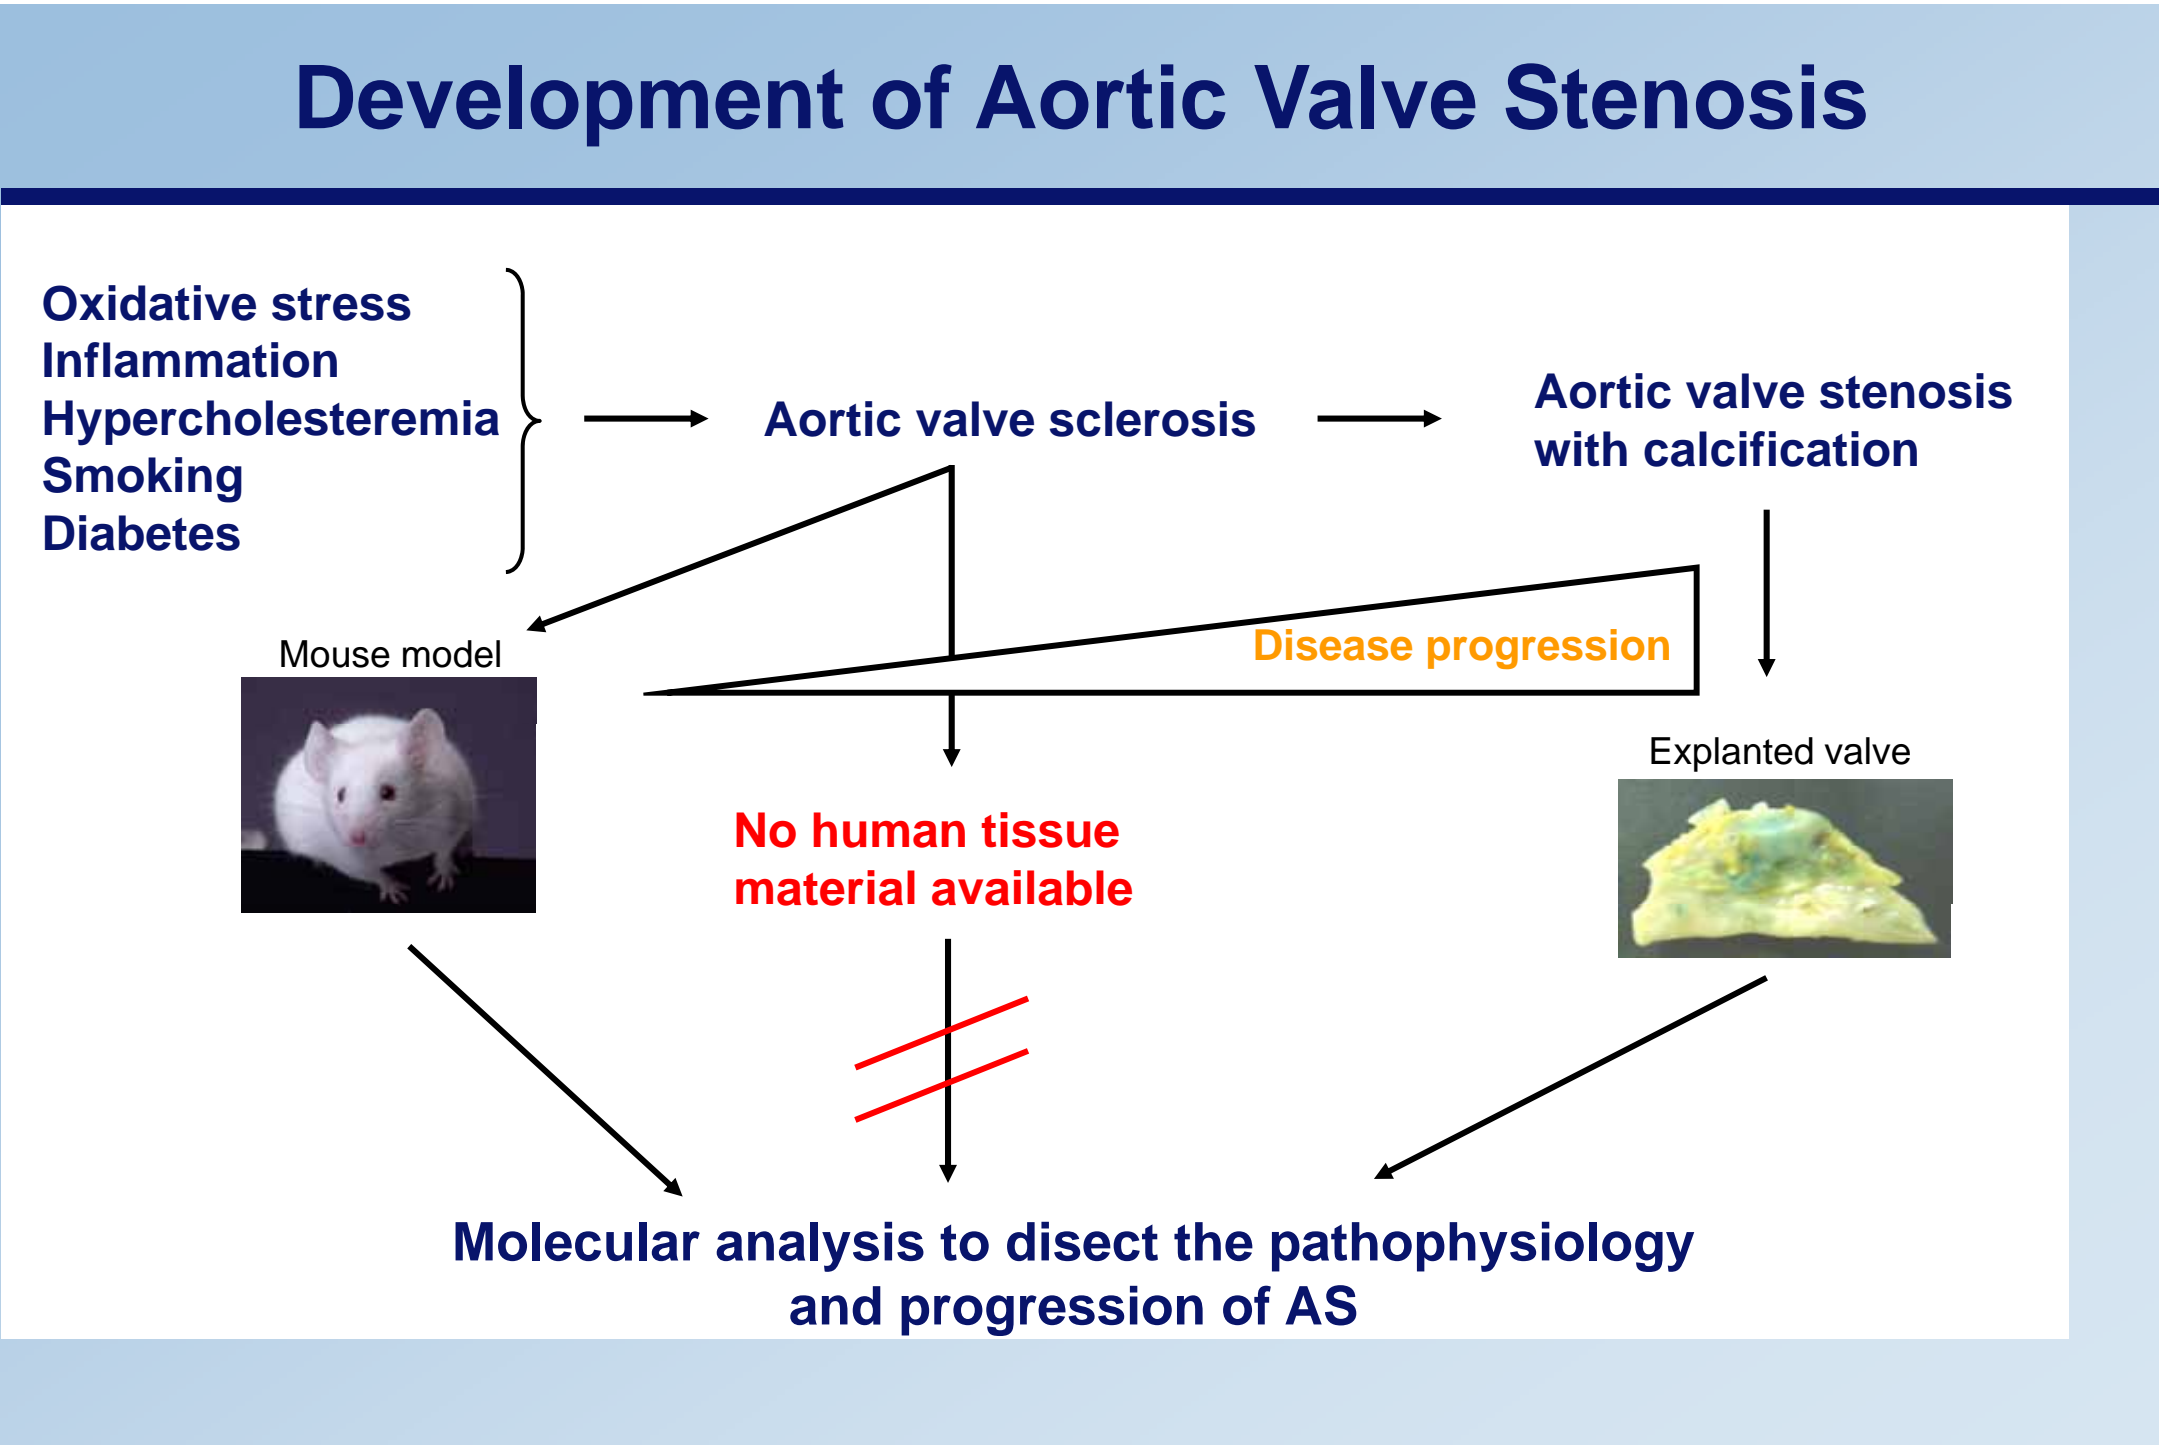 Development of Aortic Valve Stenosis
Oxidative stress
Inflammation
Hypercholesteremia
Smoking
Diabetes
Aortic valve sclerosis
Aortic valve stenosis
with calcification
Disease progression
Mouse model
Explanted valve
No human tissue
material available
Molecular analysis to disect the pathophysiology
and progression of AS